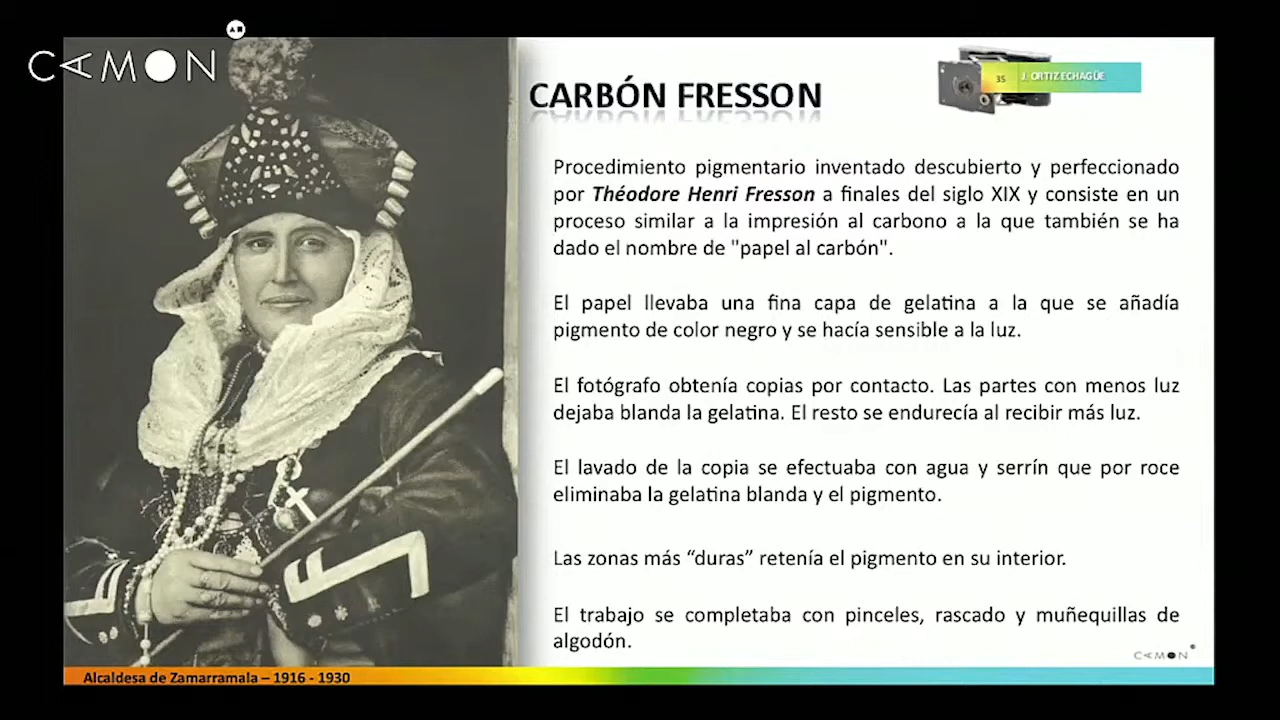 CAMON
CARBÓN FRESSON
35 J. ORTIZ ECHAGÜE
Procedimiento pigmentario inventado descubierto y perfeccionado
por Théodore Henri Fresson a finales del siglo XIX y consiste en un
proceso similar a la impresión al carbono a la que también se ha
dado el nombre de "papel al carbón".
El papel llevaba una fina capa de gelatina a la que se añadía
pigmento de color negro y se hacía sensible a la luz.
El fotógrafo obtenía copias por contacto. Las partes con menos luz
dejaba blanda la gelatina. El resto se endurecía al recibir más luz.
El lavado de la copia se efectuaba con agua y serrín que por roce
eliminaba la gelatina blanda y el pigmento.
Las zonas más “duras” retenía el pigmento en su interior.
El trabajo se completaba con pinceles, rascado y muñequillas de
algodón.
CAMON
Alcaldesa de Zamarramala – 1916 - 1930